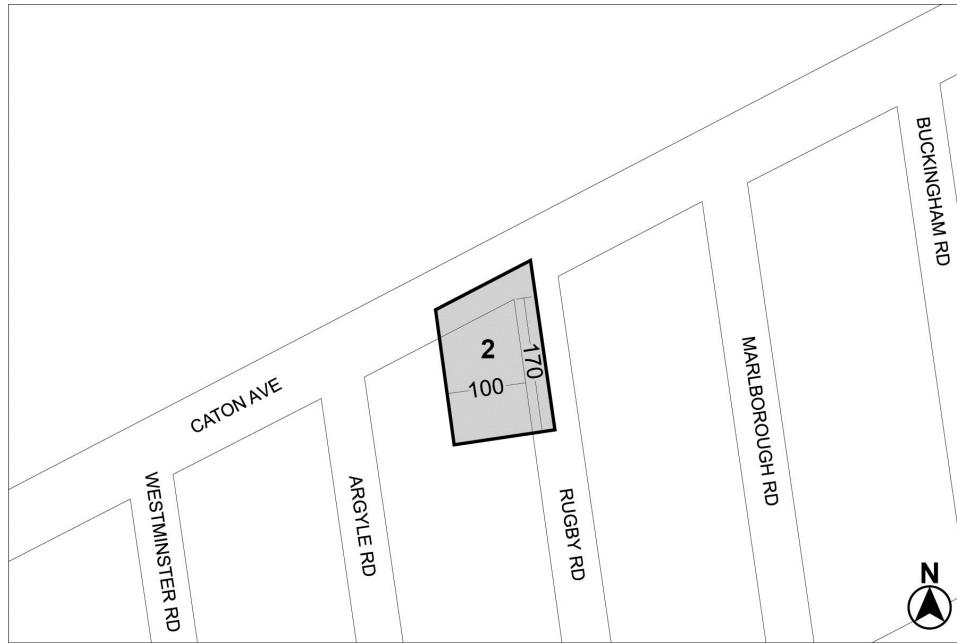 BUCKINGHAM RD
2
170
100
MARLBOROUGH RD
CATON AVE
WESTMINSTER RD
ARGYLE RD
RUGBY RD
N